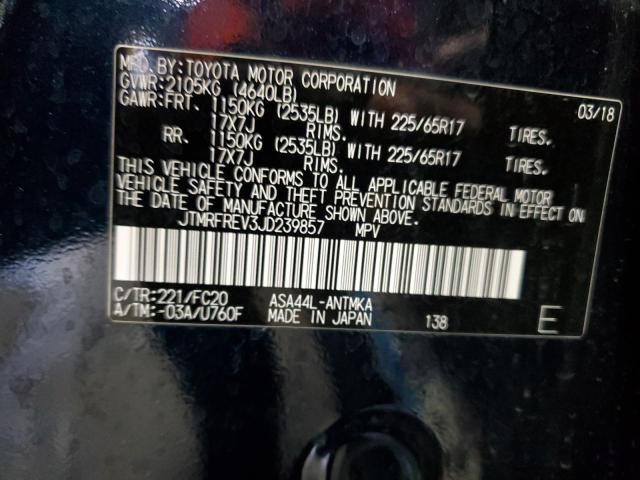 MFD. BY: TOYOTA MOTOR CORPORATION 03/18
GVWR: 2105KG (4640LB)
GAWR: FRT. 1150KG (2535LB) WITH 225/65R17 TIRES.
17X7J RIMS.
RR. 1150KG (2535LB) WITH 225/65R17 TIRES.
17X7J RIMS.
THIS VEHICLE CONFORMS TO ALL APPLICABLE FEDERAL MOTOR
VEHICLE SAFETY AND THEFT PREVENTION STANDARDS IN EFFECT ON
THE DATE OF MANUFACTURE SHOWN ABOVE.
JTMRFREV3JD239857 MPV
C/TR: 221/FC20 ASA44L-ANTMKA
A/TM: -03A/U760F MADE IN JAPAN 138 E